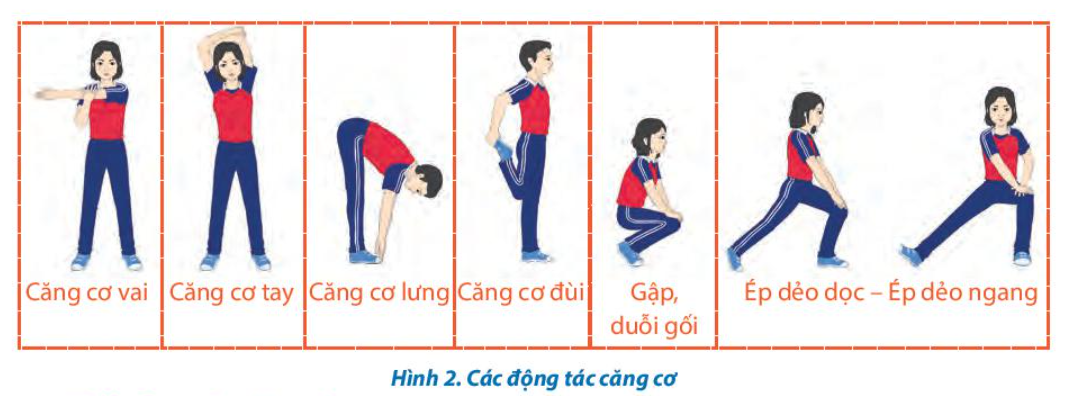 Căng cơ vai
Căng cơ tay
Căng cơ lưng
Căng cơ đùi
Gập,
duỗi gối
Ép dẻo dọc – Ép dẻo ngang
Hình 2. Các động tác căng cơ